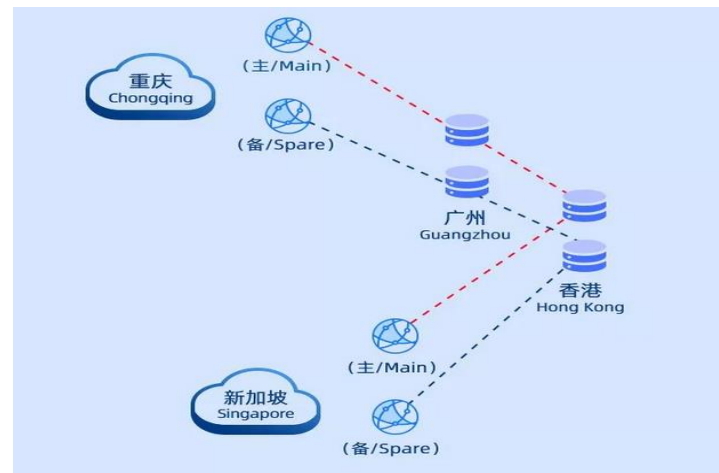 (主/Main)
重庆
Chongqing
(备/Spare)
广州
Guangzhou
香港
Hong Kong
(主/Main)
新加坡
Singapore
(备/Spare)